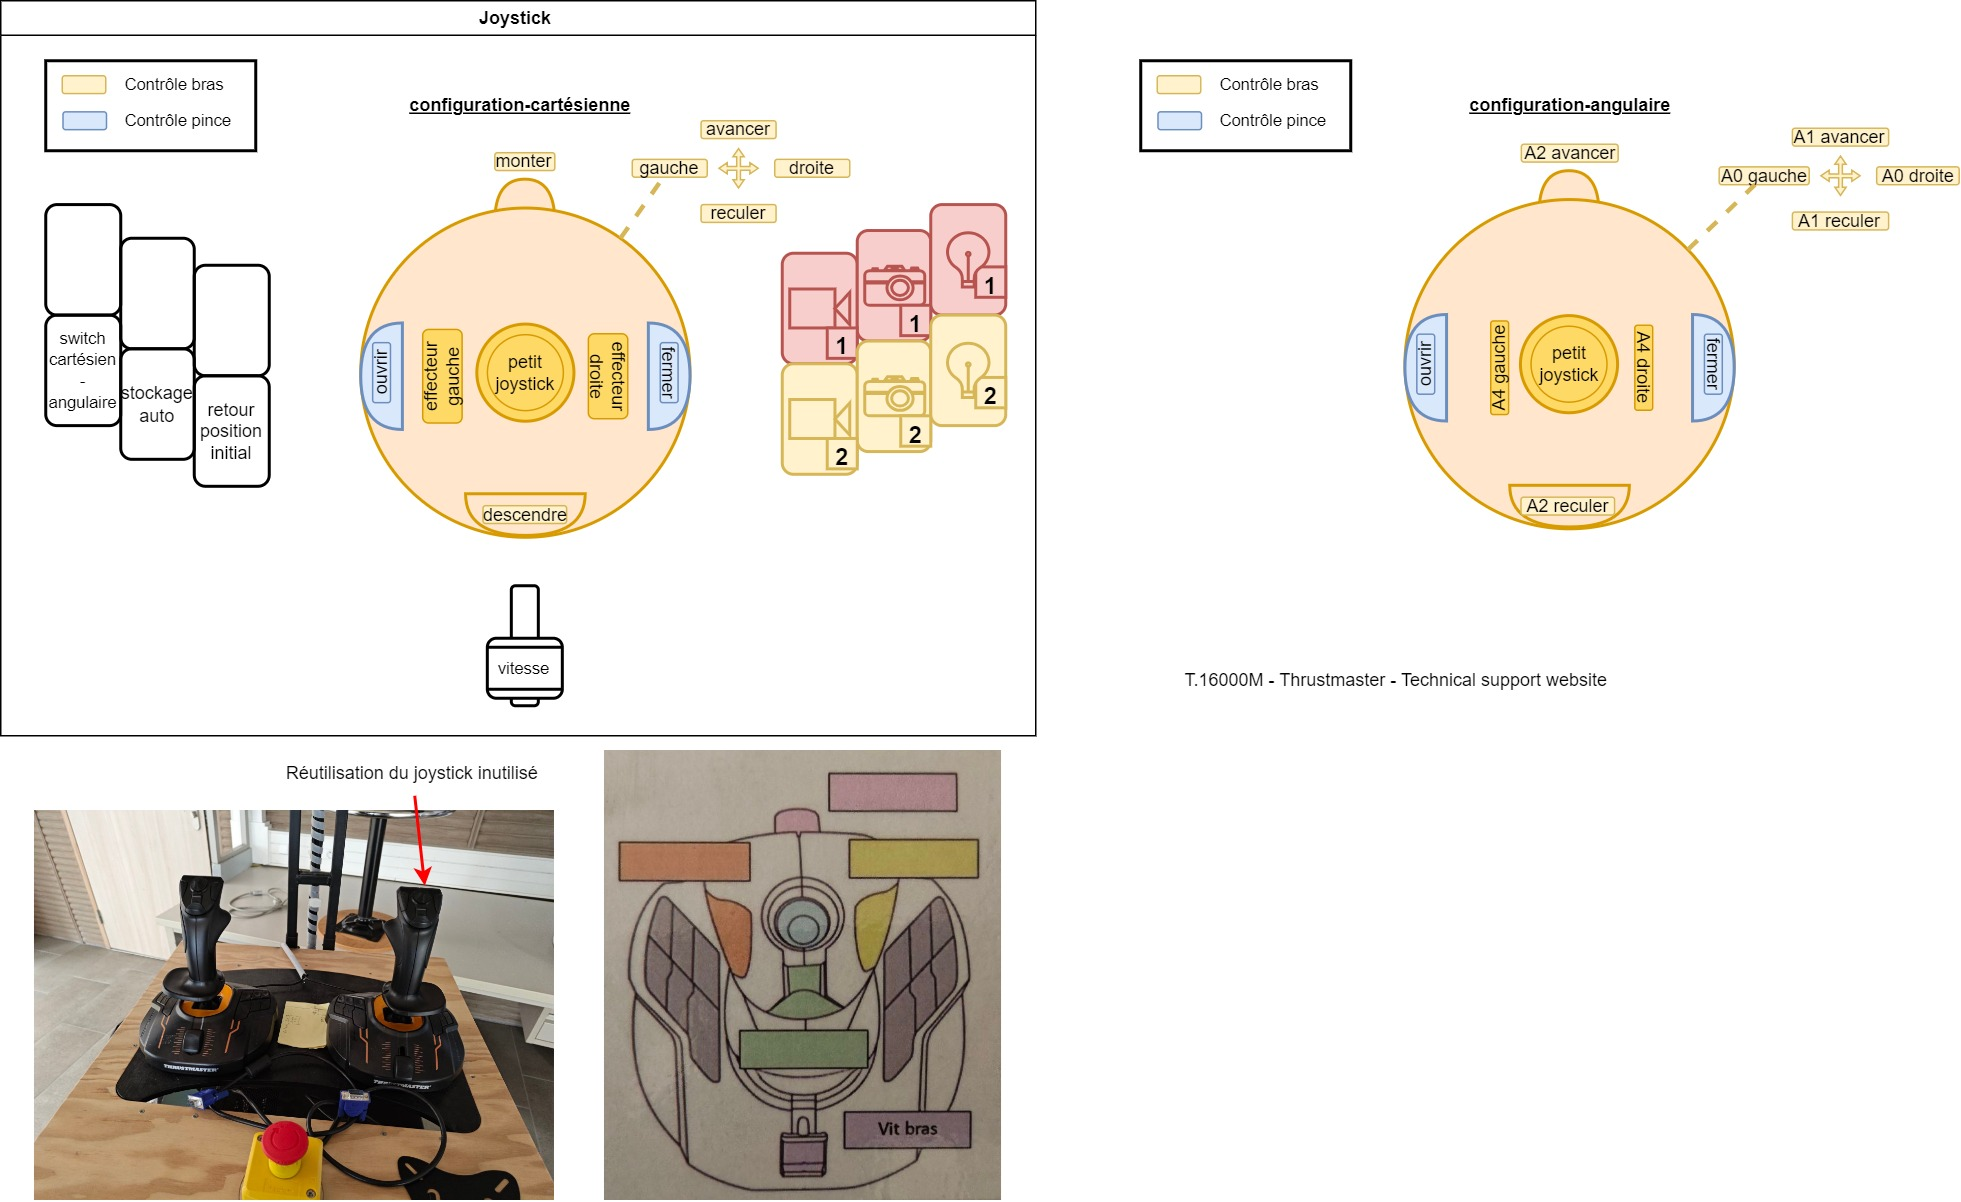 Joystick
Contrôle bras
Contrôle pince
configuration-cartésienne
monter
avancer
gauche
droite
reculer
switch
cartésien
-
angulaire
stockage
auto
retour
position
initial
ouvrir
effecteur
gauche
petit
joystick
effecteur
droite
fermer
descendre
1
1
1
2
2
2
vitesse
Contrôle bras
Contrôle pince
configuration-angulaire
A2 avancer
A1 avancer
A0 gauche
A0 droite
A1 reculer
ouvrir
A4 gauche
petit
joystick
A4 droite
fermer
A2 reculer
T.16000M - Thrustmaster - Technical support website
Réutilisation du joystick inutilisé
THRUSTMASTER
THRUSTMASTER
Vit bras